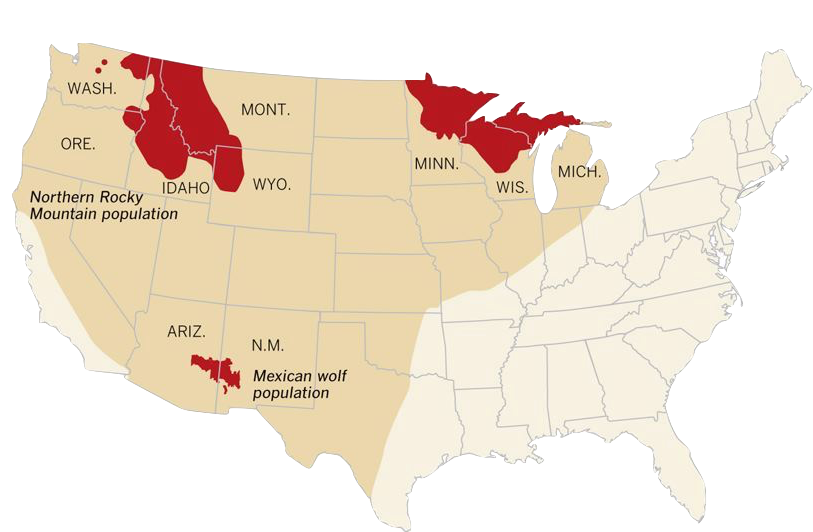 WASH.
MONT.
ORE.
MINN.
MICH.
IDAHO
WYO.
WIS.
Northern Rocky
Mountain population
ARIZ.
N.M.
Mexican wolf
population